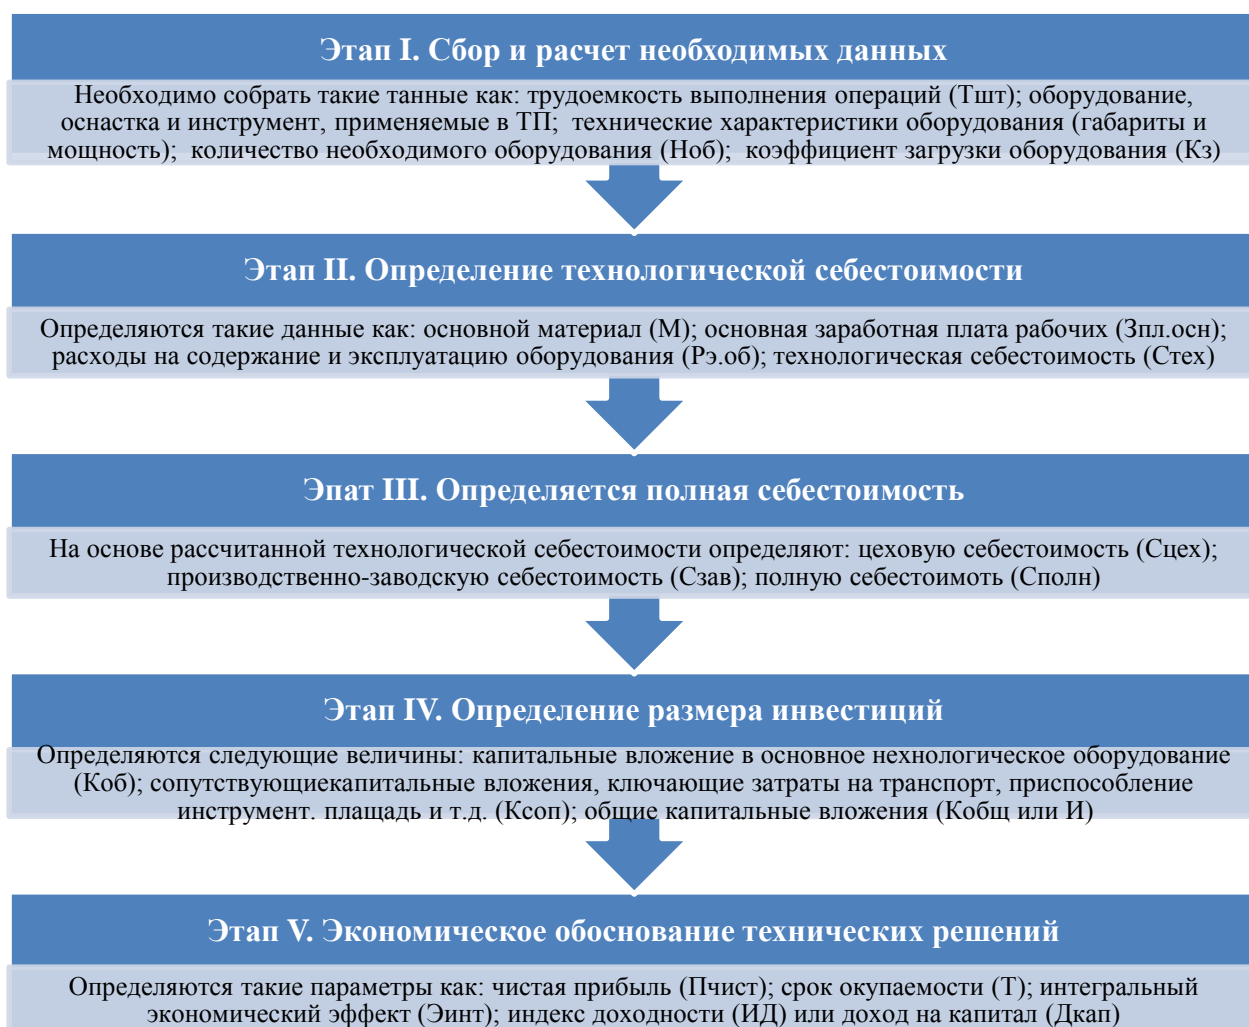 Этап I. Сбор и расчет необходимых данных
Необходимо собрать такие танные как: трудоемкость выполнения операций (Тшт); оборудование,
оснастка и инструмент, применяемые в ТП; технические характеристики оборудования (габариты и
мощность); количество необходимого оборудования (Ноб); коэффициент загрузки оборудования (Кз)
Этап II. Определение технологической себестоимости
Определяются такие данные как: основной материал (М); основная заработная плата рабочих (Зпл.осн);
расходы на содержание и эксплуатацию оборудования (Рэ.об); технологическая себестоимость (Стех)
Эпат III. Определяется полная себестоимость
На основе рассчитанной технологической себестоимости определяют: цеховую себестоимость (Сцех);
производственно-заводскую себестоимость (Сзав); полную себестоимоть (Сполн)
Этап IV. Определение размера инвестиций
Определяются следующие величины: капитальные вложение в основное нехнологическое оборудование
(Коб); сопутствующиекапитальные вложения, ключающие затраты на транспорт, приспособление
инструмент. плащадь и т.д. (Ксоп); общие капитальные вложения (Кобщ или И)
Этап V. Экономическое обоснование технических решений
Определяются такие параметры как: чистая прибыль (Пчист); срок окупаемости (Т); интегральный
экономический эффект (Эинт); индекс доходности (ИД) или доход на капитал (Дкап)